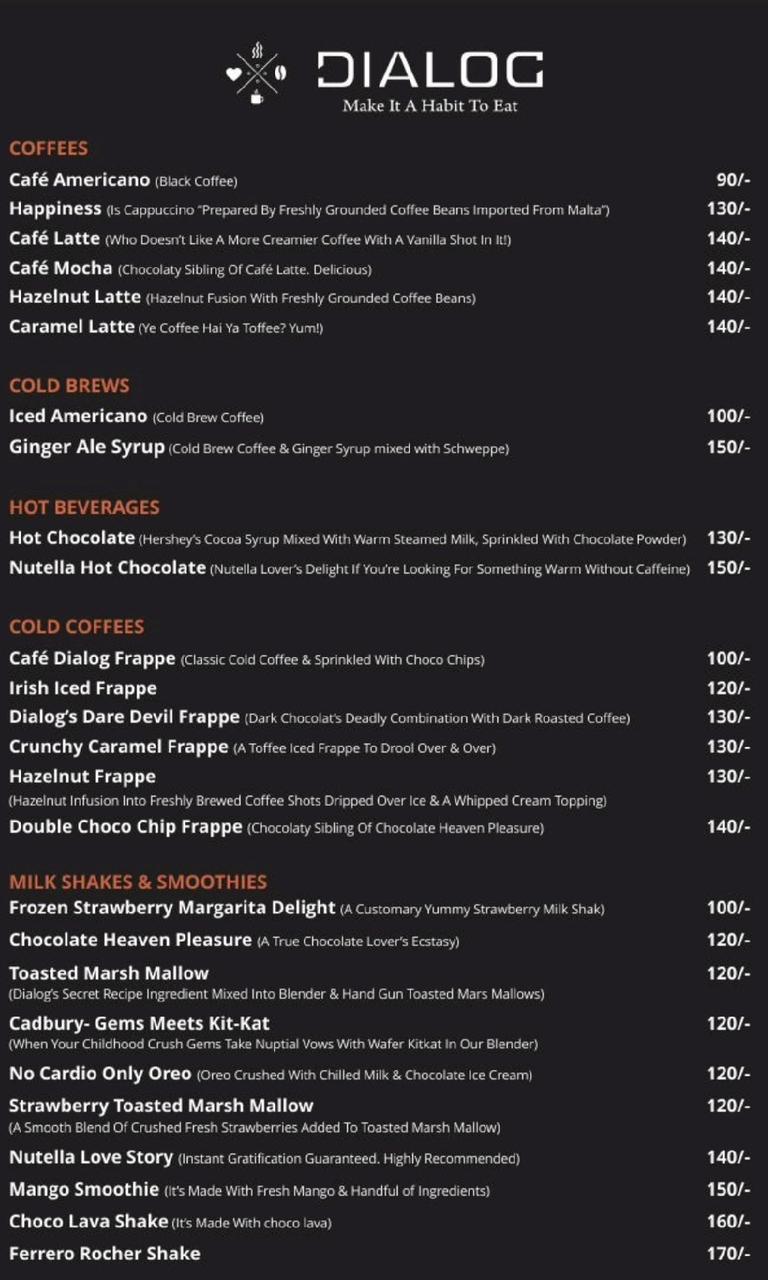 DIALOG
Make It A Habit To Eat
COFFEES
Café Americano (Black Coffee) 90/-
Happiness (Is Cappuccino "Prepared By Freshly Grounded Coffee Beans Imported From Malta") 130/-
Café Latte (Who Doesn't Like A More Creamier Coffee With A Vanilla Shot In It!) 140/-
Café Mocha (Chocolaty Sibling Of Café Latte. Delicious) 140/-
Hazelnut Latte (Hazelnut Fusion With Freshly Grounded Coffee Beans) 140/-
Caramel Latte (Ye Coffee Hai Ya Toffee? Yum!) 140/-
COLD BREWS
Iced Americano (Cold Brew Coffee) 100/-
Ginger Ale Syrup (Cold Brew Coffee & Ginger Syrup mixed with Schweppe) 150/-
HOT BEVERAGES
Hot Chocolate (Hershey's Cocoa Syrup Mixed With Warm Steamed Milk, Sprinkled With Chocolate Powder) 130/-
Nutella Hot Chocolate (Nutella Lover's Delight If You're Looking For Something Warm Without Caffeine) 150/-
COLD COFFEES
Café Dialog Frappe (Classic Cold Coffee & Sprinkled With Choco Chips) 100/-
Irish Iced Frappe 120/-
Dialog's Dare Devil Frappe (Dark Chocolat's Deadly Combination With Dark Roasted Coffee) 130/-
Crunchy Caramel Frappe (A Toffee Iced Frappe To Drool Over & Over) 130/-
Hazelnut Frappe 130/-
(Hazelnut Infusion Into Freshly Brewed Coffee Shots Dripped Over Ice & A Whipped Cream Topping)
Double Choco Chip Frappe (Chocolaty Sibling Of Chocolate Heaven Pleasure) 140/-
MILK SHAKES & SMOOTHIES
Frozen Strawberry Margarita Delight (A Customary Yummy Strawberry Milk Shak) 100/-
Chocolate Heaven Pleasure (A True Chocolate Lover's Ecstasy) 120/-
Toasted Marsh Mallow 120/-
(Dialog's Secret Recipe Ingredient Mixed Into Blender & Hand Gun Toasted Mars Mallows)
Cadbury- Gems Meets Kit-Kat 120/-
(When Your Childhood Crush Gems Take Nuptial Vows With Wafer Kitkat In Our Blender)
No Cardio Only Oreo (Oreo Crushed With Chilled Milk & Chocolate Ice Cream) 120/-
Strawberry Toasted Marsh Mallow 120/-
(A Smooth Blend Of Crushed Fresh Strawberries Added To Toasted Marsh Mallow)
Nutella Love Story (Instant Gratification Guaranteed. Highly Recommended) 140/-
Mango Smoothie (It's Made With Fresh Mango & Handful of Ingredients) 150/-
Choco Lava Shake (It's Made With choco lava) 160/-
Ferrero Rocher Shake 170/-